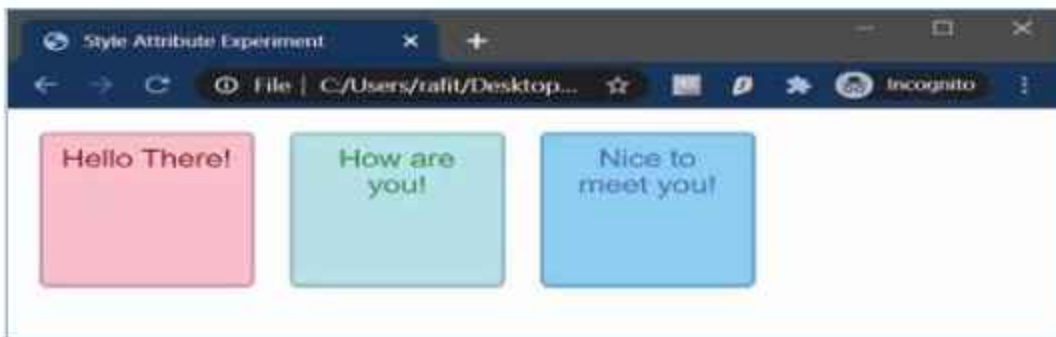 Style Attribute Experiment
File | C:/Users/rafit/Desktop...
Incognito
Hello There!
How are
you!
Nice to
meet you!